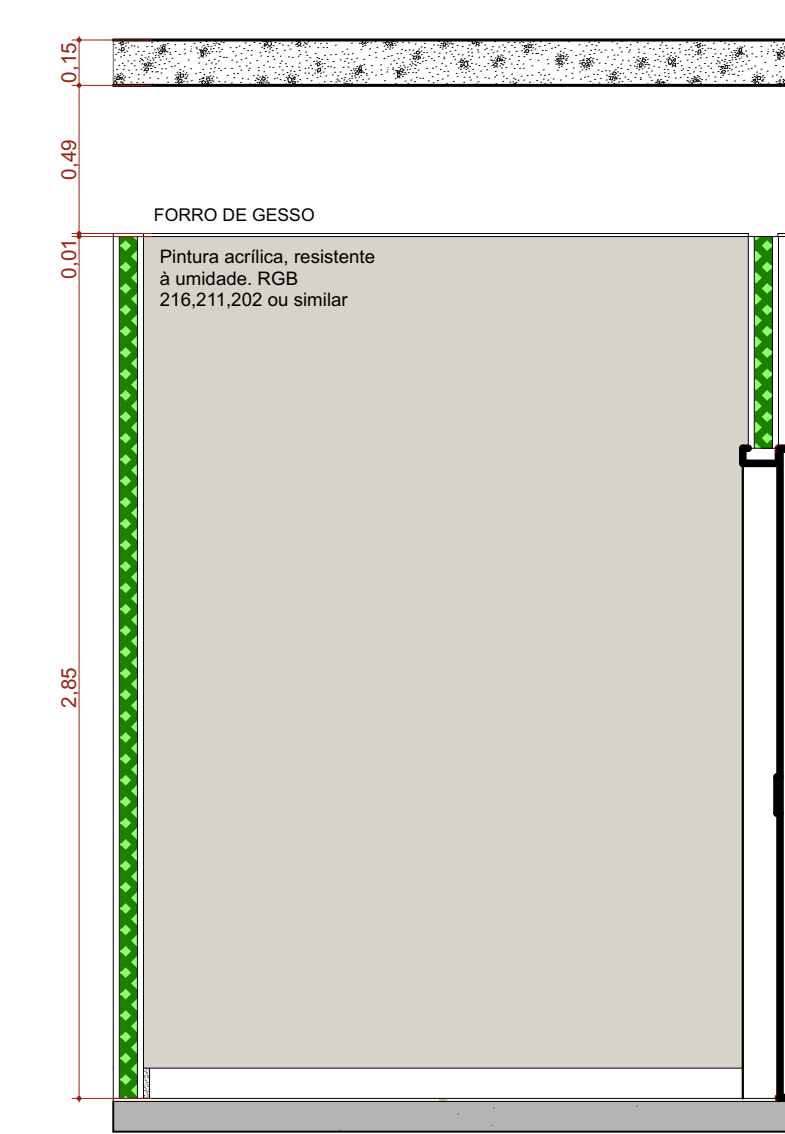 0,15
0,49
FORRO DE GESSO
0,01
Pintura acrílica, resistente
à umidade. RGB
216,211,202 ou similar
2,85